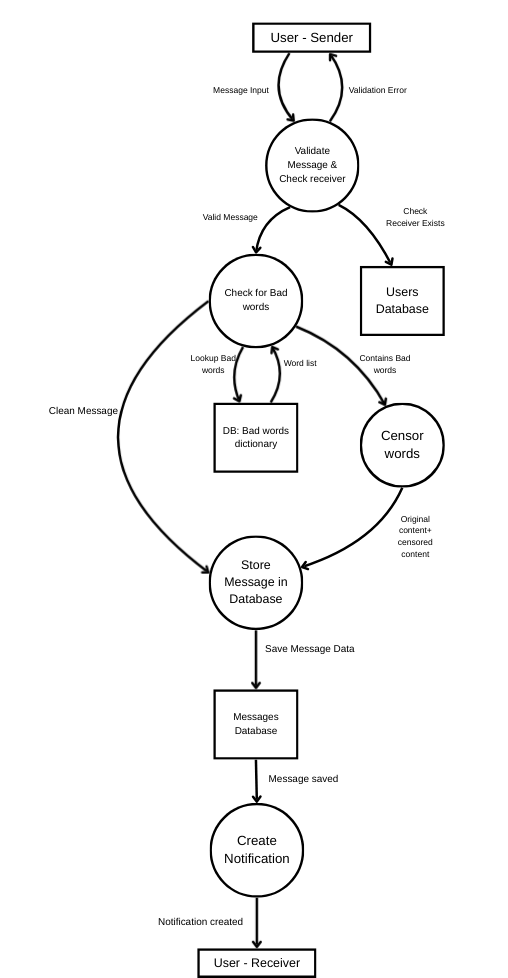 User - Sender
Message Input
Validation Error
Validate
Message &
Check receiver
Valid Message
Check
Receiver Exists
Check for Bad
words
Users
Database
Lookup Bad
words
Word list
Contains Bad
words
Clean Message
DB: Bad words
dictionary
Censor
words
Original
content+
censored
content
Store
Message in
Database
Save Message Data
Messages
Database
Message saved
Create
Notification
Notification created
User - Receiver